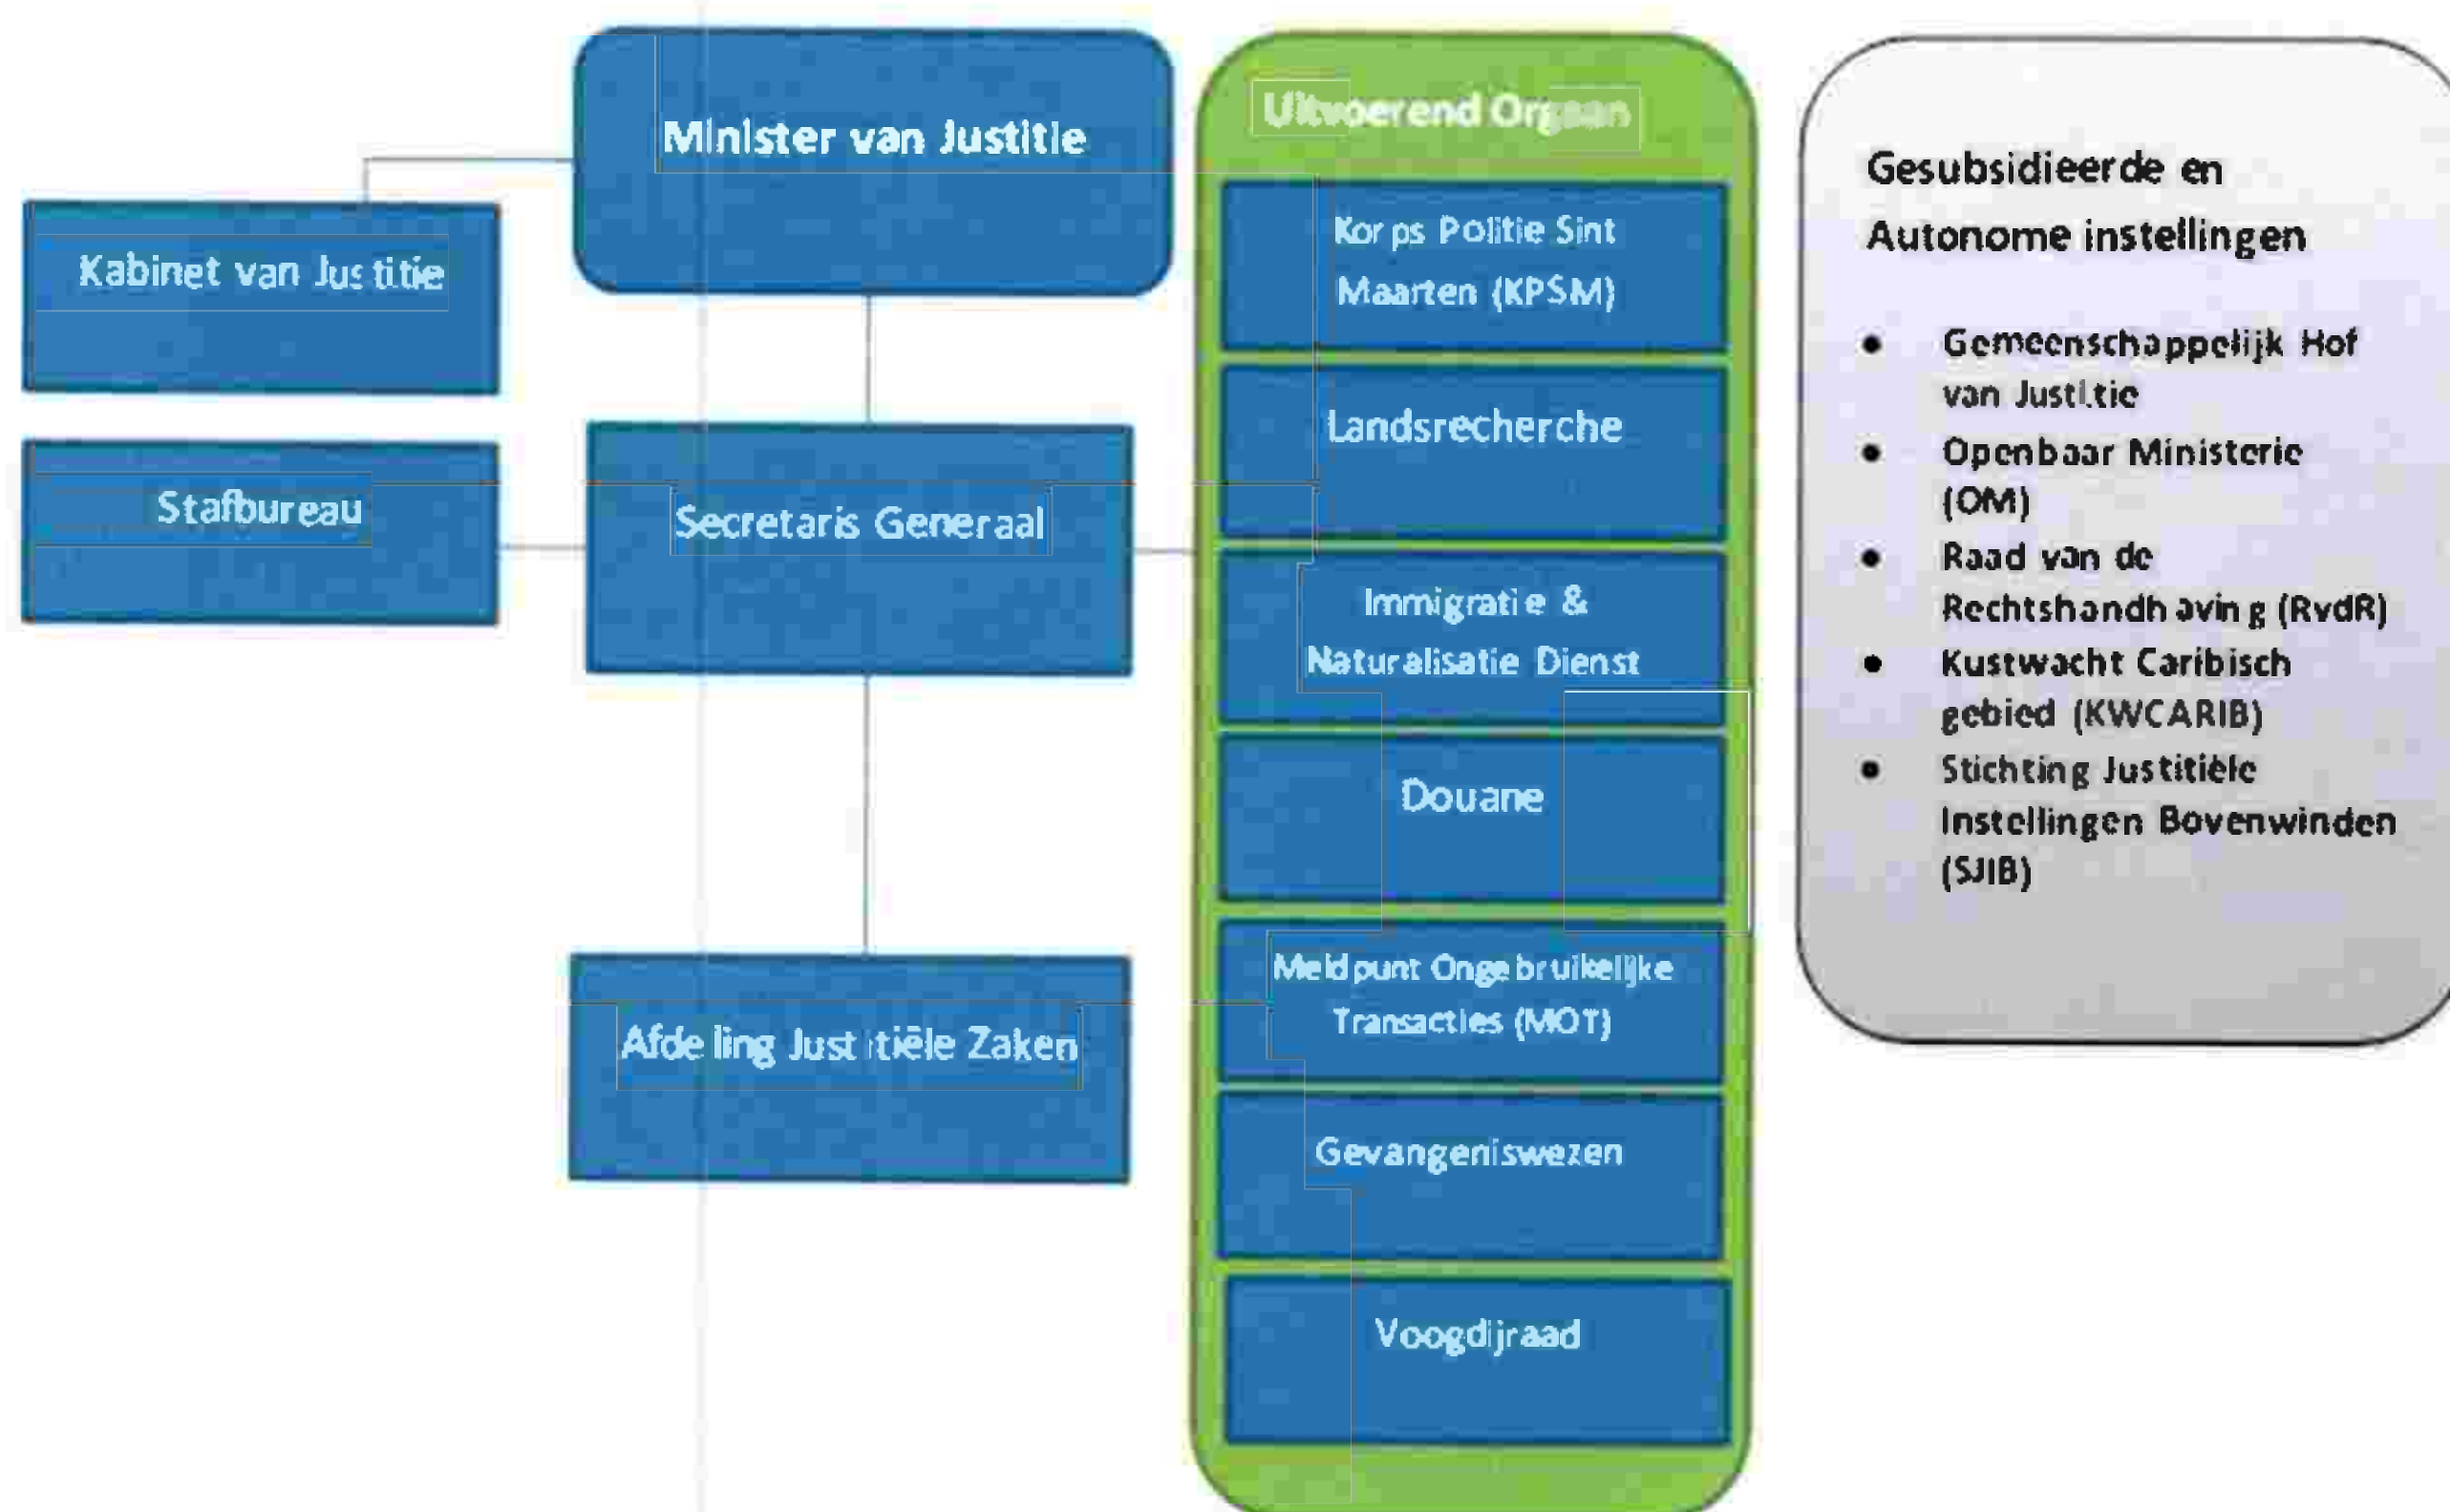 Minister van Justitie
Kabinet van Justitie
Stafbureau
Secretaris Generaal
Afdeling Justitiële Zaken
Uitvoerend Orgaan
Korps Politie Sint
Maarten (KPSM)
Landsrecherche
Immigratie &
Naturalisatie Dienst
Douane
Meldpunt Ongebruikelijke
Transacties (MOT)
Gevangeniswezen
Voogdijraad
Gesubsidieerde en
Autonome instellingen
• Gemeenschappelijk Hof
van Justitie
• Openbaar Ministerie
(OM)
• Raad van de
Rechtshandhaving (RvdR)
• Kustwacht Caribisch
gebied (KWCARIB)
• Stichting Justitiële
Instellingen Bovenwinden
(SJIB)